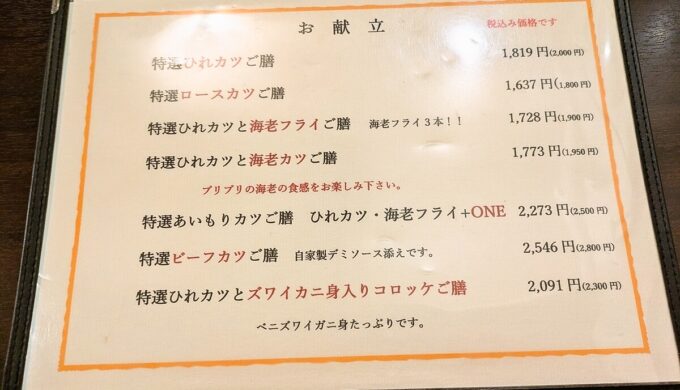 お献立
税込み価格です
特選ひれカツご膳 1,819円(2,000円)
特選ロースカツご膳 1,637円(1,800円)
特選ひれカツと海老フライご膳 海老フライ3本！！ 1,728円(1,900円)
特選ひれカツと海老カツご膳 1,773円(1,950円)
プリプリの海老の食感をお楽しみ下さい。
特選あいもりカツご膳 ひれカツ・海老フライ+ONE 2,273円(2,500円)
特選ビーフカツご膳 自家製デミソース添えです。 2,546円(2,800円)
特選ひれカツとズワイカニ身入りコロッケご膳 2,091円(2,300円)
ベニズワイガニ身たっぷりです。